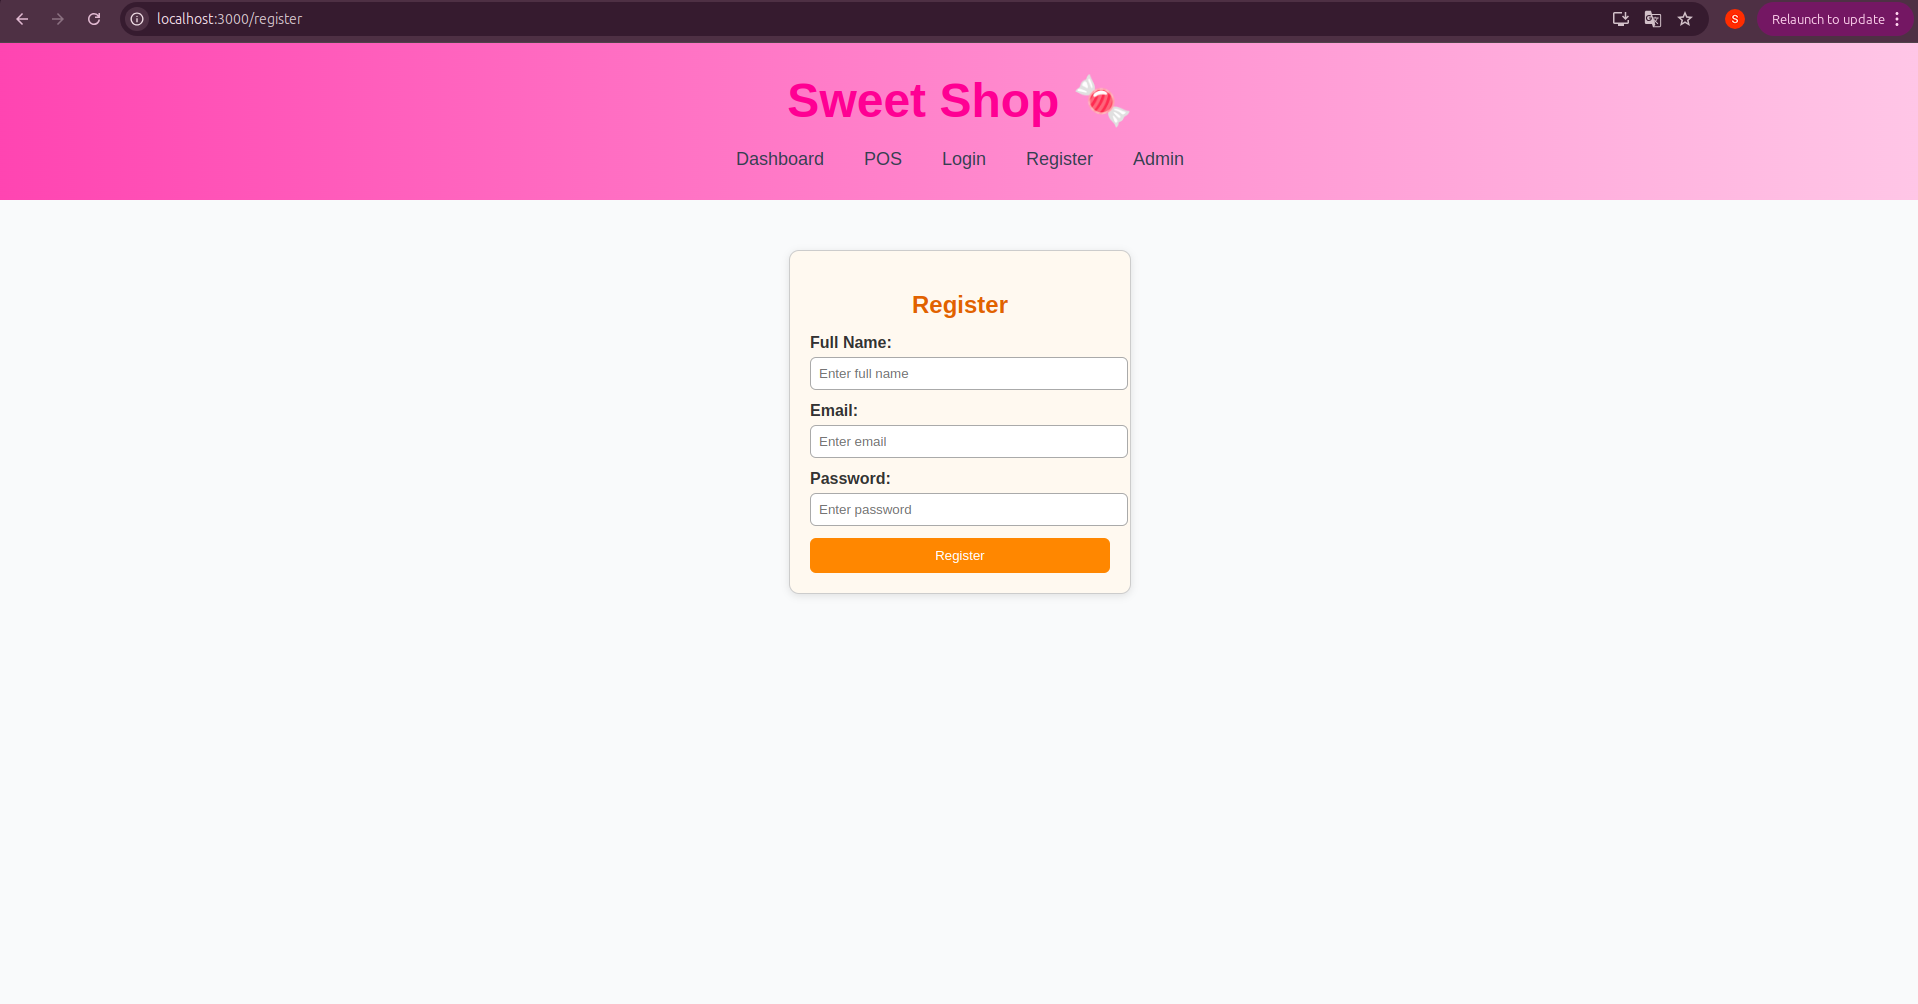 localhost:3000/register
S
Relaunch to update
Sweet Shop 🍬
Dashboard POS Login Register Admin
Register
Full Name:
Enter full name
Email:
Enter email
Password:
Enter password
Register